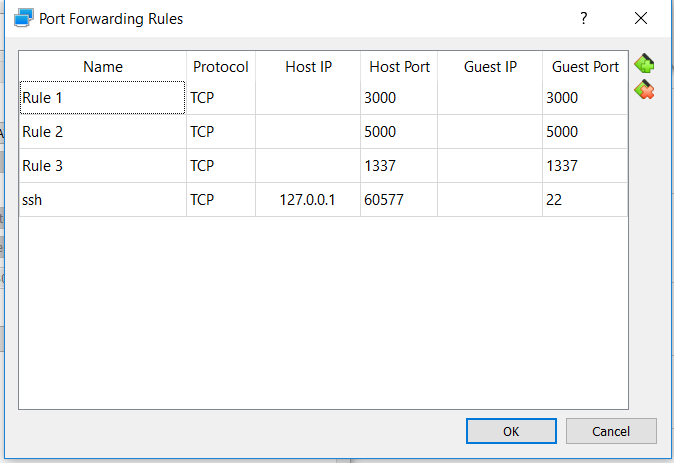 Port Forwarding Rules ?
Name Protocol Host IP Host Port Guest IP Guest Port
Rule 1 TCP 3000 3000
Rule 2 TCP 5000 5000
Rule 3 TCP 1337 1337
ssh TCP 127.0.0.1 60577 22
OK Cancel